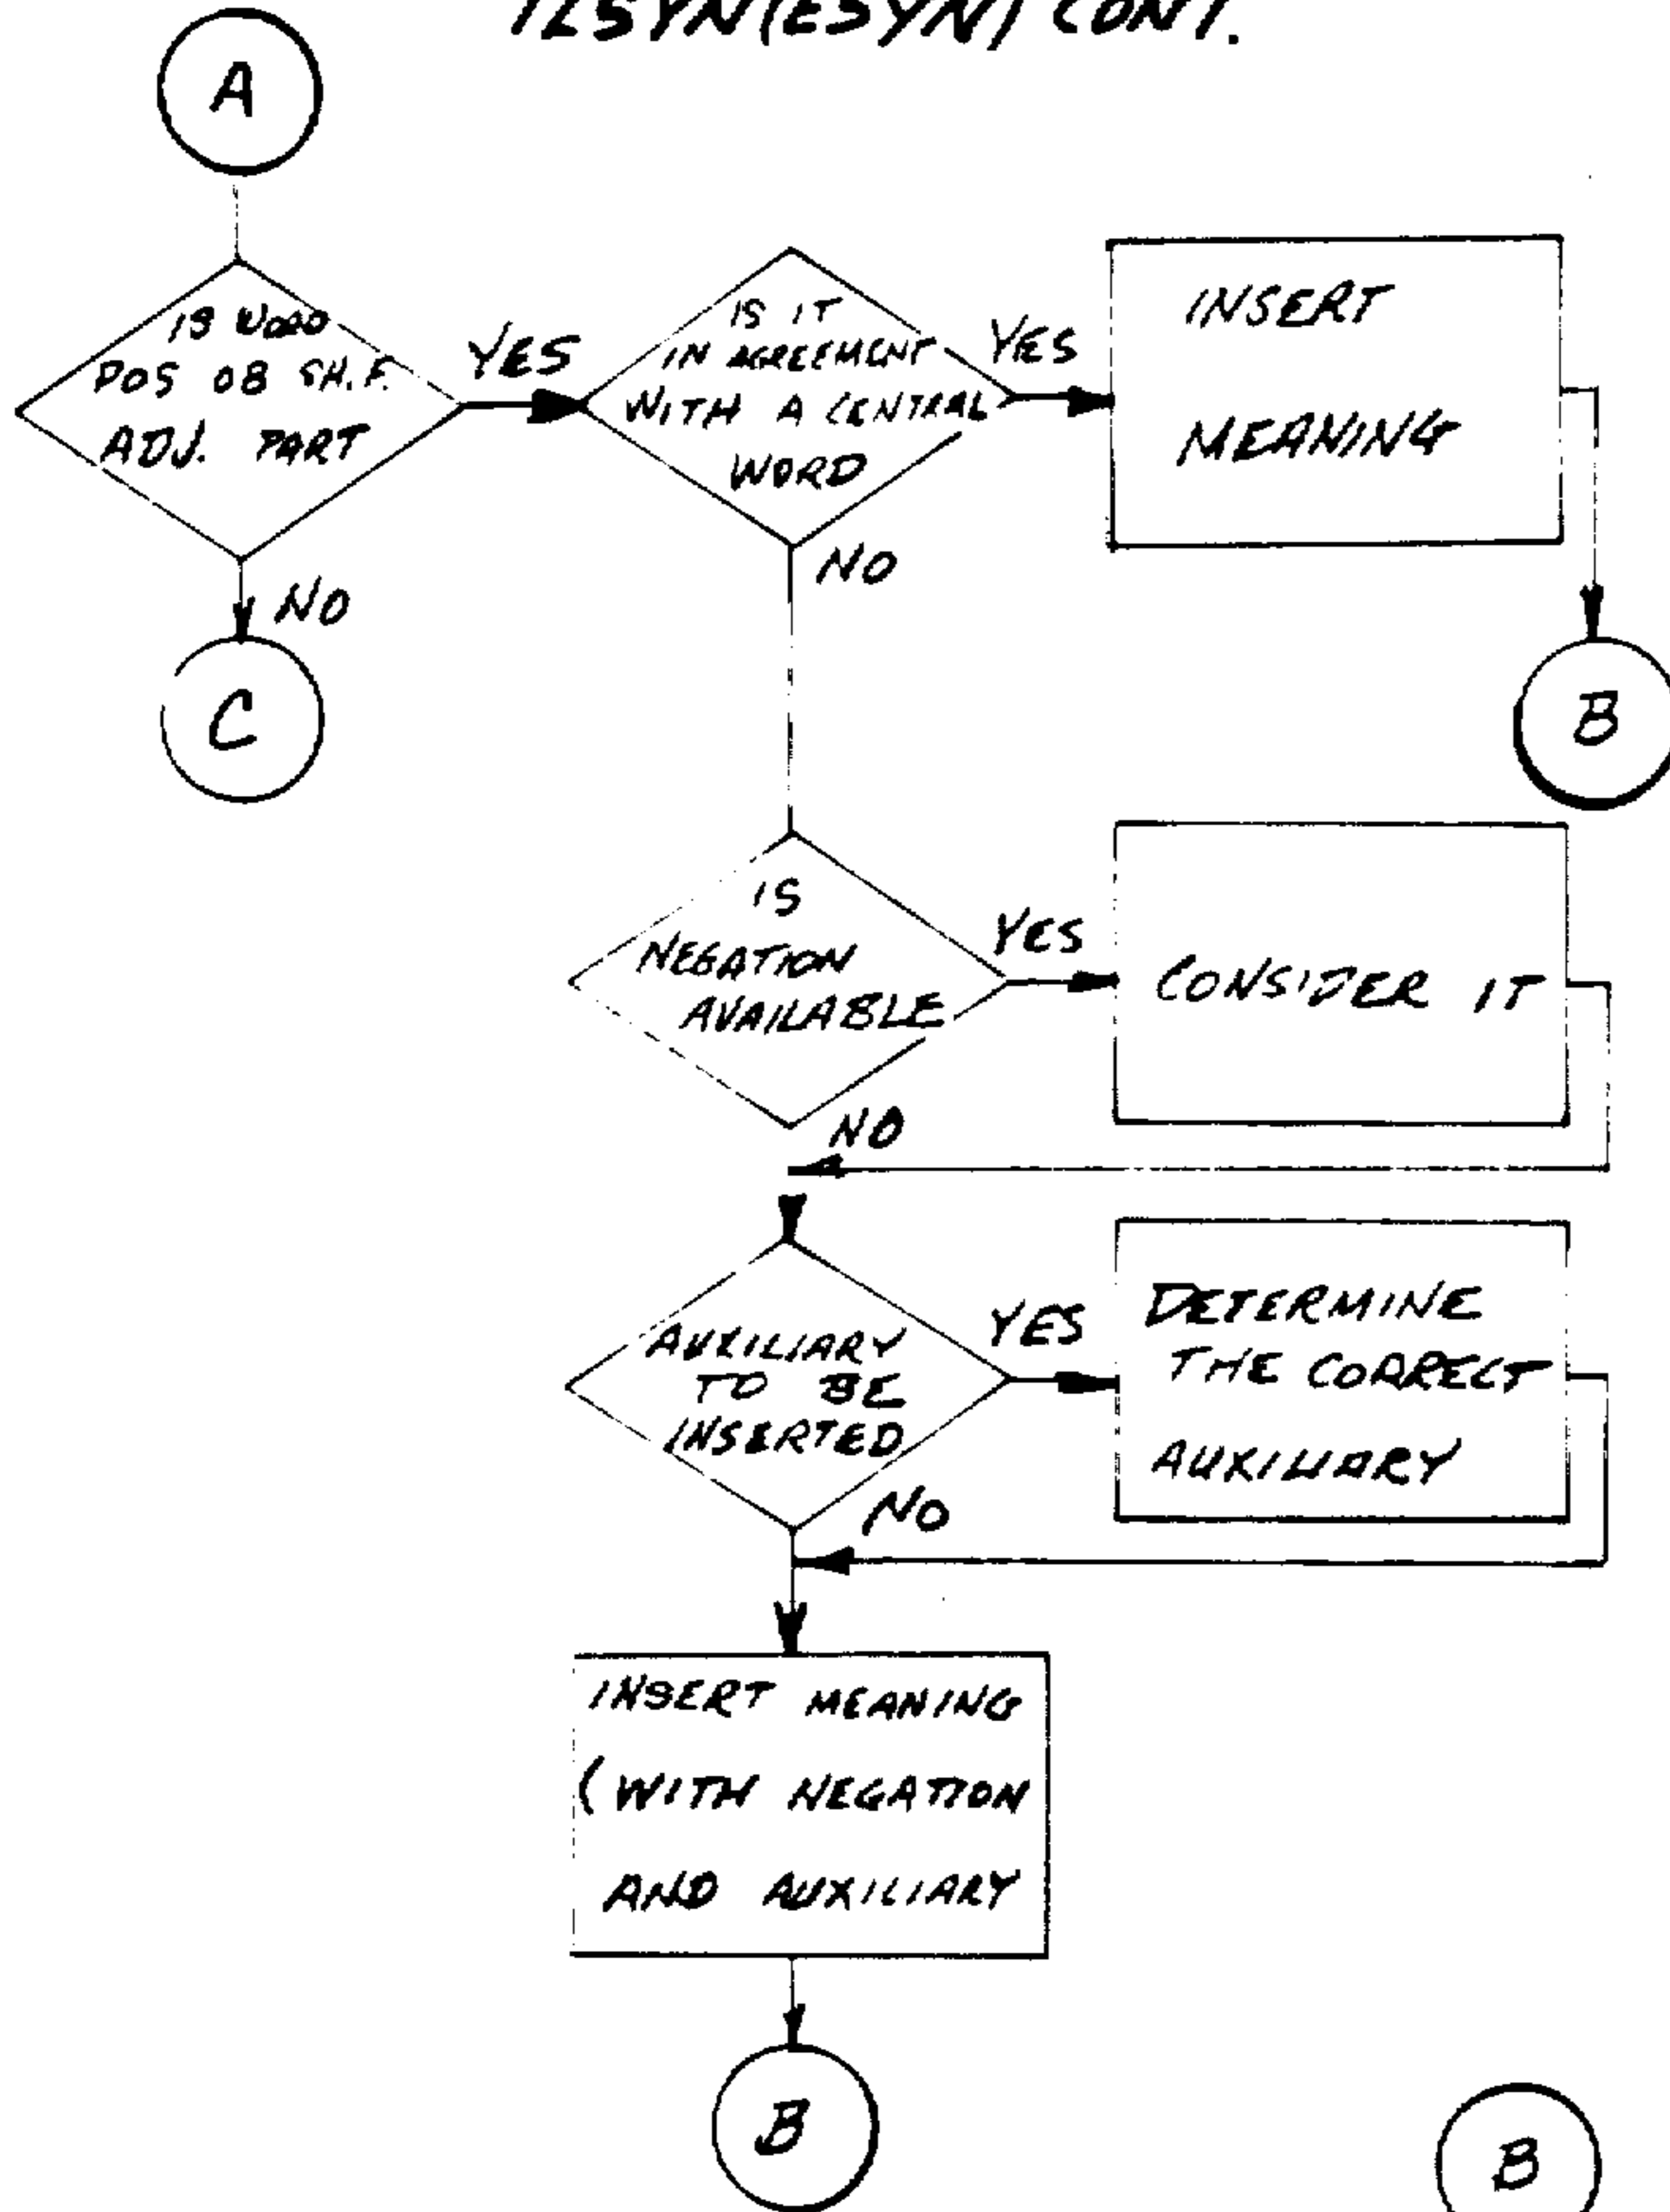 CONT.
A
IS WORD
POS 08 SH.F.
ADJ. PART
YES
NO
C
IS IT
IN AGREEMENT
WITH A CENTRAL
WORD
YES
NO
INSERT
MEANING
B
IS
NEGATION
AVAILABLE
YES
NO
CONSIDER IT
AUXILIARY
TO BE
INSERTED
YES
NO
DETERMINE
THE CORRECT
AUXILIARY
INSERT MEANING
(WITH NEGATION
AND AUXILIARY
B
B